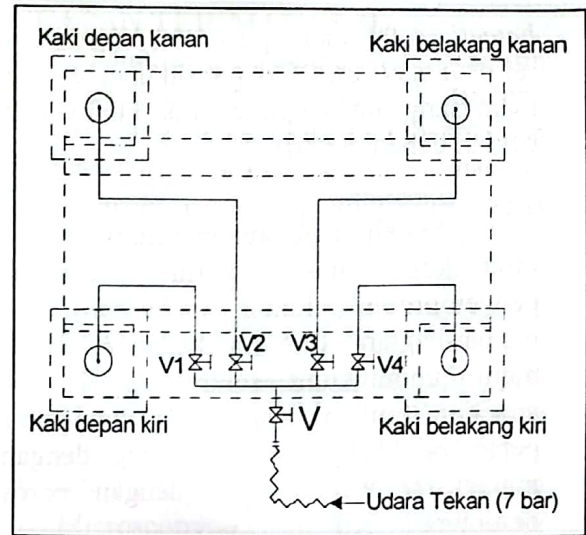 Kaki depan kanan
Kaki belakang kanan
V1
V2
V3
V4
Kaki depan kiri
V
Kaki belakang kiri
Udara Tekan (7 bar)